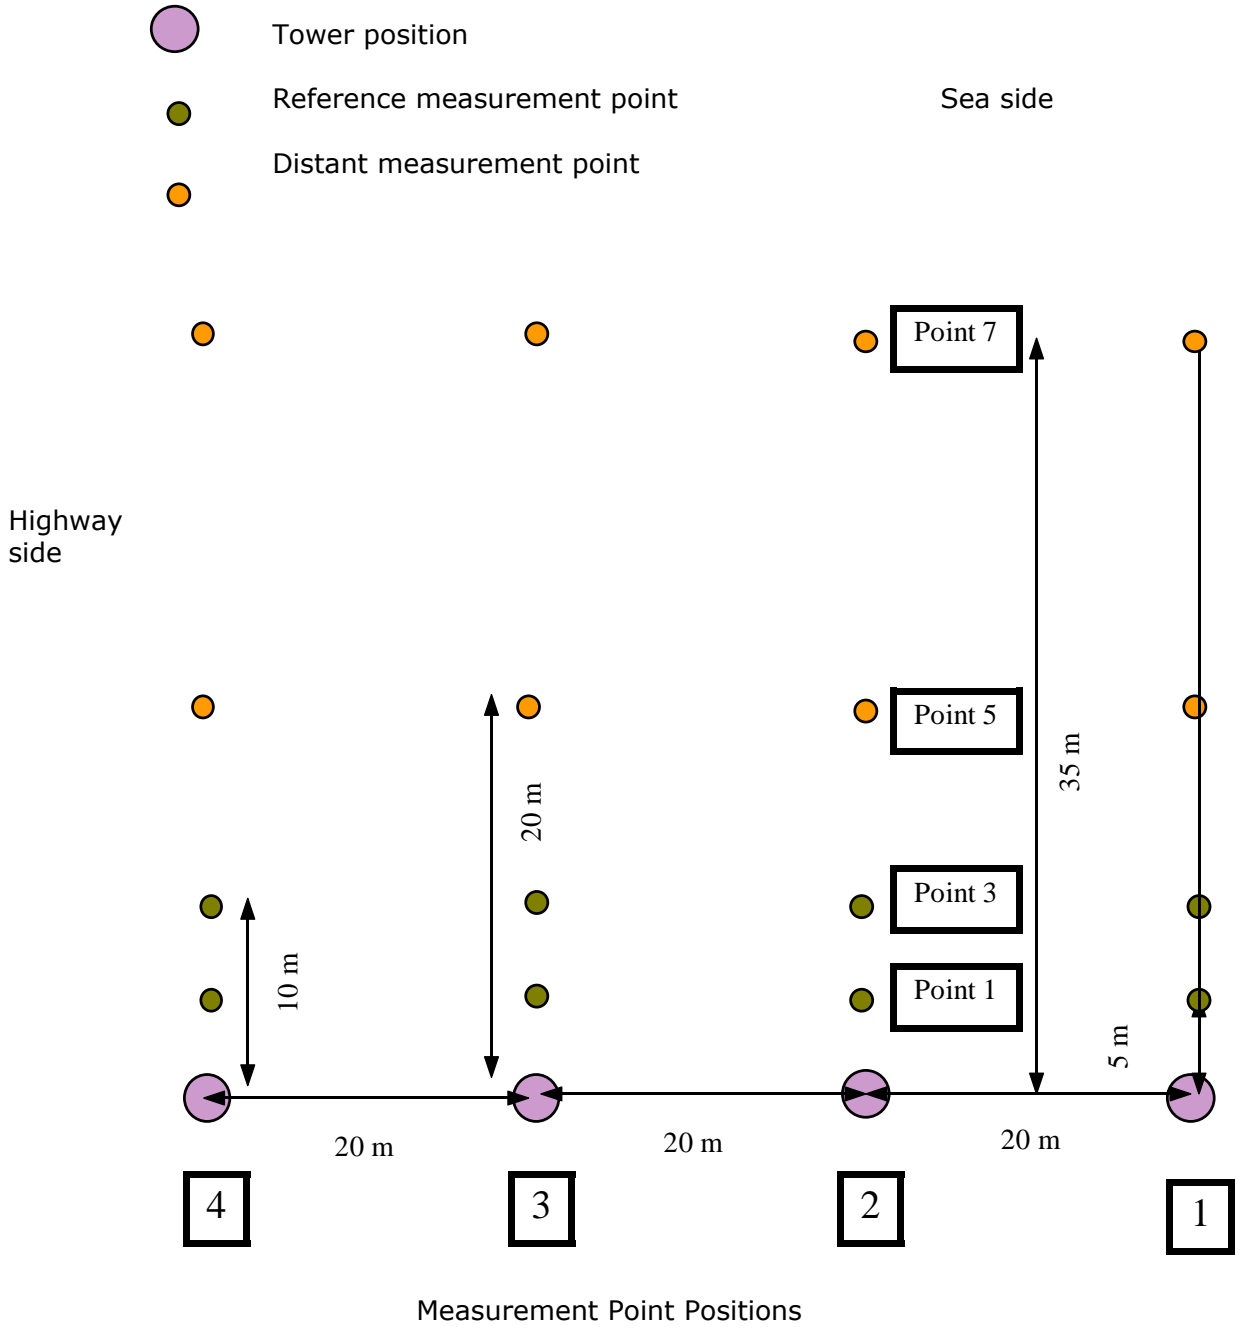 Tower position
Reference measurement point
Sea side
Distant measurement point
Point 7
Highway
side
Point 5
35 m
20 m
Point 3
10 m
Point 1
5 m
20 m
20 m
20 m
4
3
2
1
Measurement Point Positions